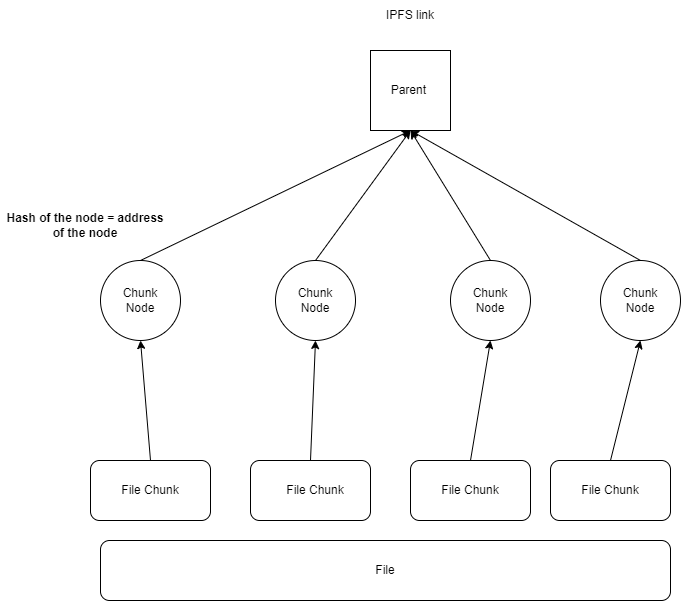 IPFS link
Parent
Hash of the node = address
of the node
Chunk
Node
Chunk
Node
Chunk
Node
Chunk
Node
File Chunk
File Chunk
File Chunk
File Chunk
File